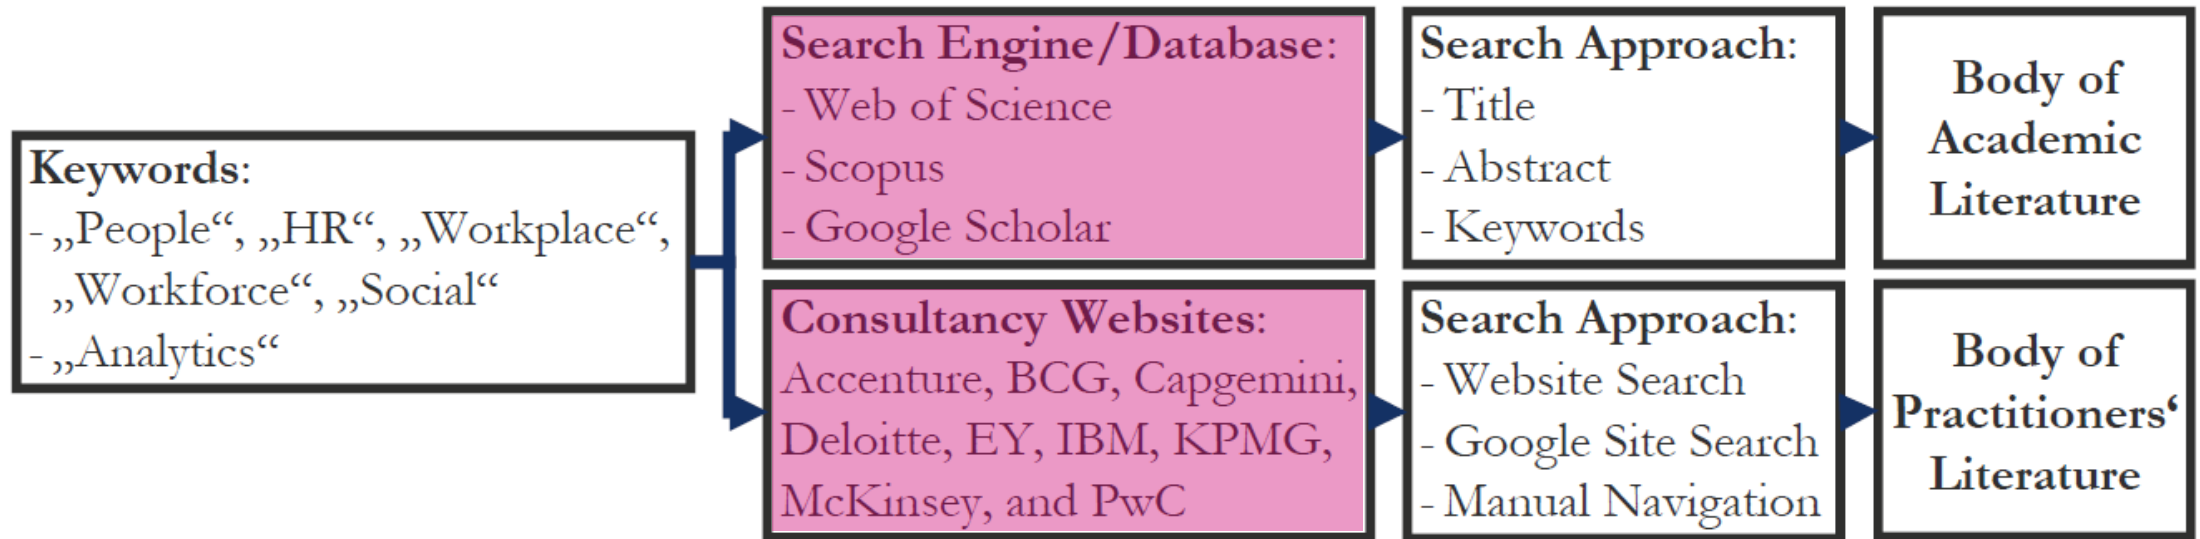 Keywords:
- „People“, „HR“, „Workplace“,
„Workforce“, „Social“
- „Analytics“
Search Engine/Database:
- Web of Science
- Scopus
- Google Scholar
Search Approach:
- Title
- Abstract
- Keywords
Body of
Academic
Literature
Consultancy Websites:
Accenture, BCG, Capgemini,
Deloitte, EY, IBM, KPMG,
McKinsey, and PwC
Search Approach:
- Website Search
- Google Site Search
- Manual Navigation
Body of
Practitioners‘
Literature